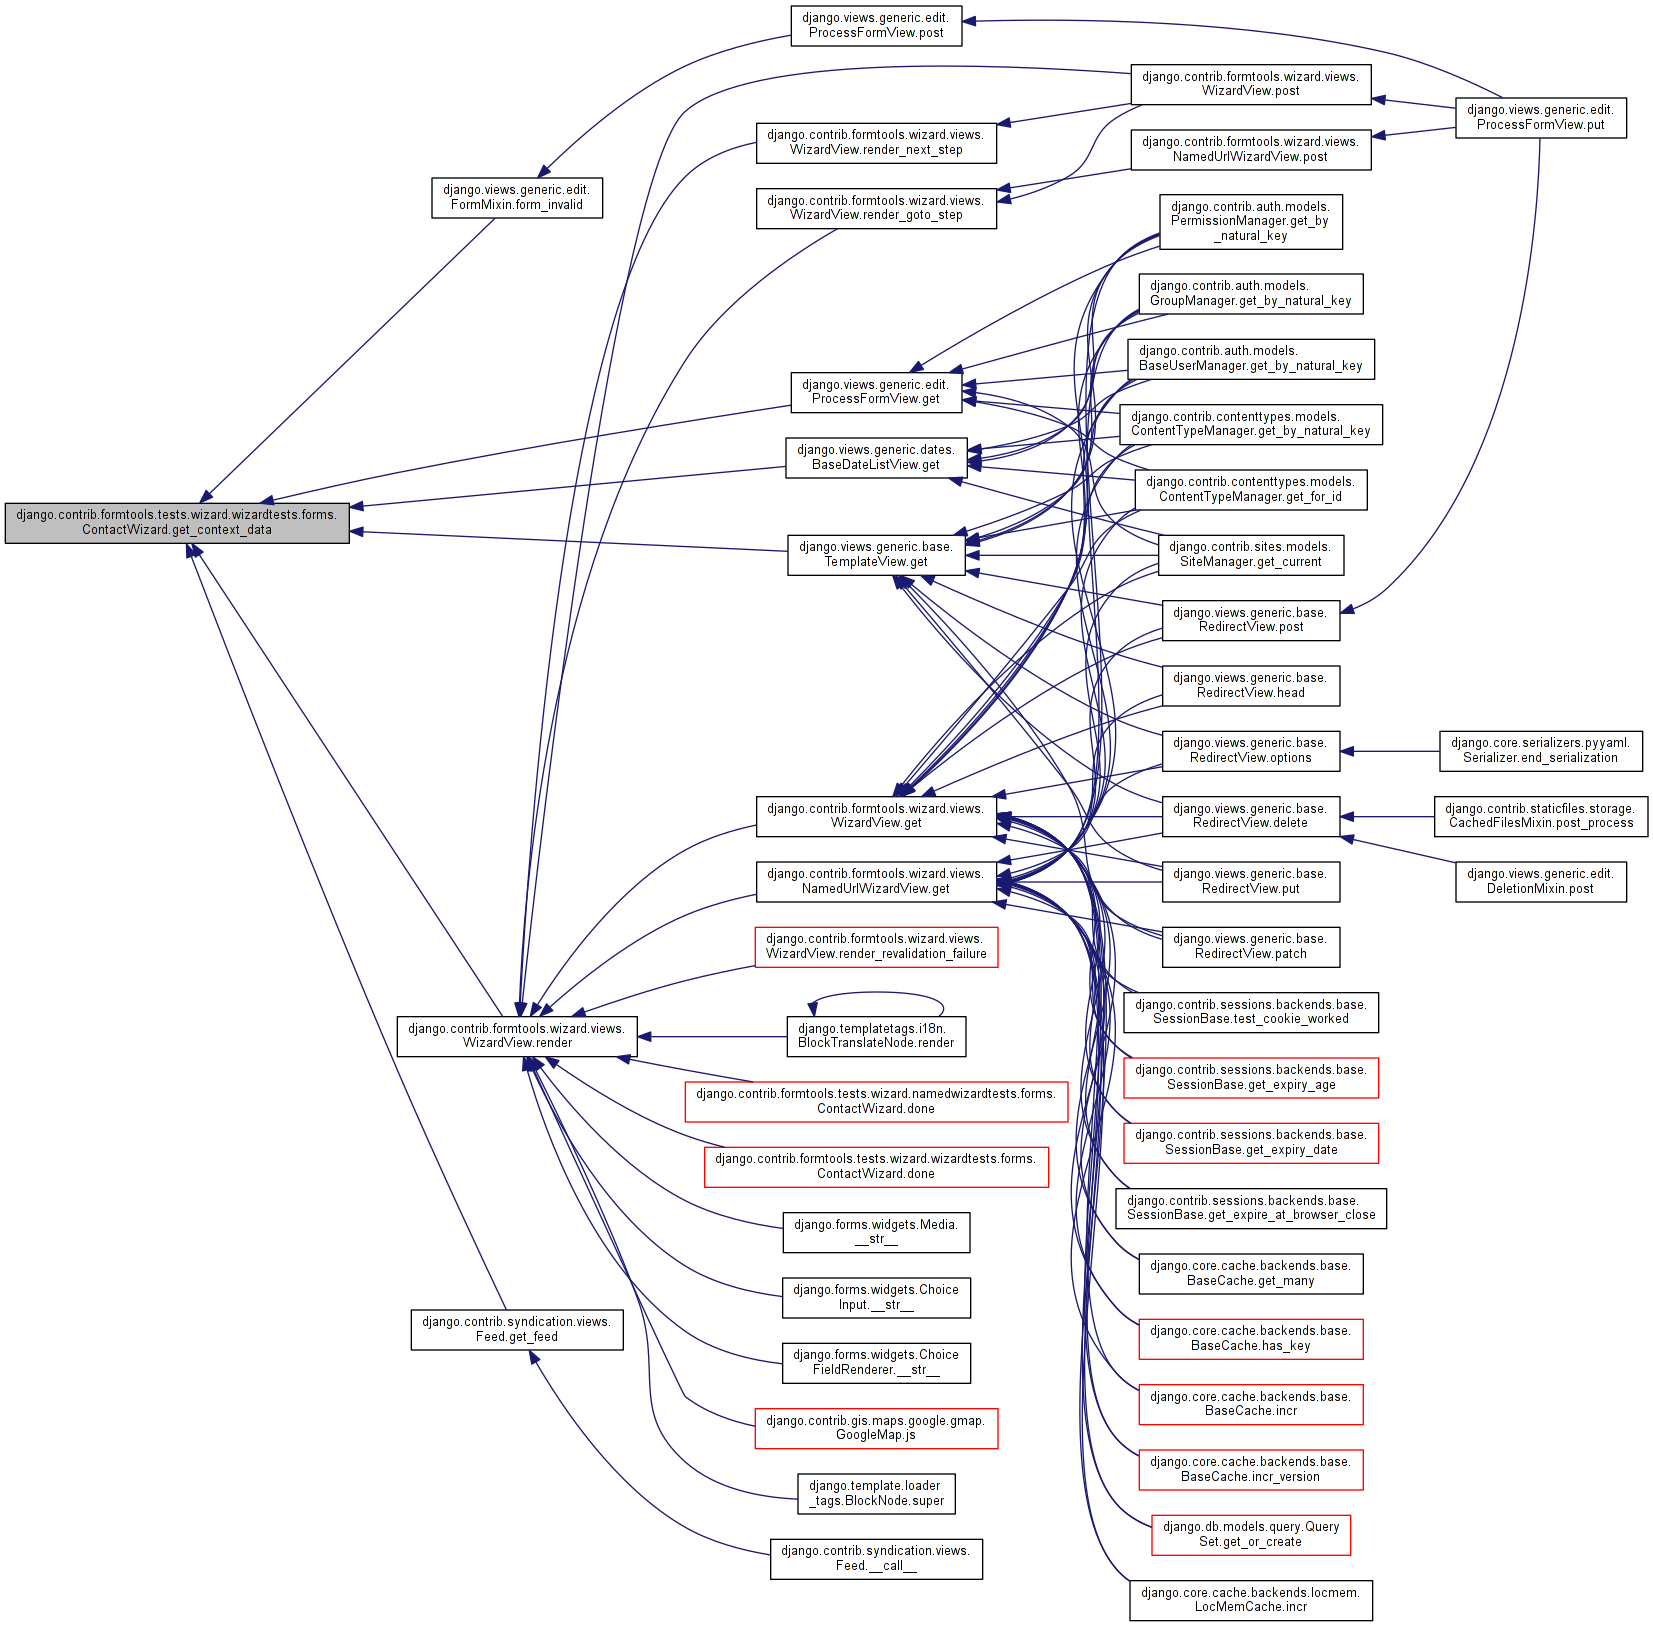 django.views.generic.edit.
ProcessFormView.post
django.contrib.formtools.wizard.views.
WizardView.post
django.views.generic.edit.
ProcessFormView.put
django.contrib.formtools.wizard.views.
WizardView.render_next_step
django.contrib.formtools.wizard.views.
NamedUrlWizardView.post
django.views.generic.edit.
FormMixin.form_invalid
django.contrib.formtools.wizard.views.
WizardView.render_goto_step
django.contrib.auth.models.
PermissionManager.get_by
_natural_key
django.contrib.auth.models.
GroupManager.get_by_natural_key
django.contrib.auth.models.
BaseUserManager.get_by_natural_key
django.views.generic.edit.
ProcessFormView.get
django.contrib.contenttypes.models.
ContentTypeManager.get_by_natural_key
django.views.generic.dates.
BaseDateListView.get
django.contrib.contenttypes.models.
ContentTypeManager.get_for_id
django.contrib.formtools.tests.wizard.wizardtests.forms.
ContactWizard.get_context_data
django.views.generic.base.
TemplateView.get
django.contrib.sites.models.
SiteManager.get_current
django.views.generic.base.
RedirectView.post
django.views.generic.base.
RedirectView.head
django.views.generic.base.
RedirectView.options
django.core.serializers.pyyaml.
Serializer.end_serialization
django.contrib.formtools.wizard.views.
WizardView.get
django.views.generic.base.
RedirectView.delete
django.contrib.staticfiles.storage.
CachedFilesMixin.post_process
django.contrib.formtools.wizard.views.
NamedUrlWizardView.get
django.views.generic.base.
RedirectView.put
django.views.generic.edit.
DeletionMixin.post
django.contrib.formtools.wizard.views.
WizardView.render_revalidation_failure
django.views.generic.base.
RedirectView.patch
django.contrib.formtools.wizard.views.
WizardView.render
django.templatetags.i18n.
BlockTranslateNode.render
django.contrib.sessions.backends.base.
SessionBase.test_cookie_worked
django.contrib.sessions.backends.base.
SessionBase.get_expiry_age
django.contrib.formtools.tests.wizard.namedwizardtests.forms.
ContactWizard.done
django.contrib.sessions.backends.base.
SessionBase.get_expiry_date
django.contrib.formtools.tests.wizard.wizardtests.forms.
ContactWizard.done
django.contrib.sessions.backends.base.
SessionBase.get_expire_at_browser_close
django.forms.widgets.Media.
__str__
django.core.cache.backends.base.
BaseCache.get_many
django.forms.widgets.Choice
Input.__str__
django.contrib.syndication.views.
Feed.get_feed
django.core.cache.backends.base.
BaseCache.has_key
django.forms.widgets.Choice
FieldRenderer.__str__
django.core.cache.backends.base.
BaseCache.incr
django.contrib.gis.maps.google.gmap.
GoogleMap.js
django.core.cache.backends.base.
BaseCache.incr_version
django.template.loader
_tags.BlockNode.super
django.db.models.query.Query
Set.get_or_create
django.contrib.syndication.views.
Feed.__call__
django.core.cache.backends.locmem.
LocMemCache.incr